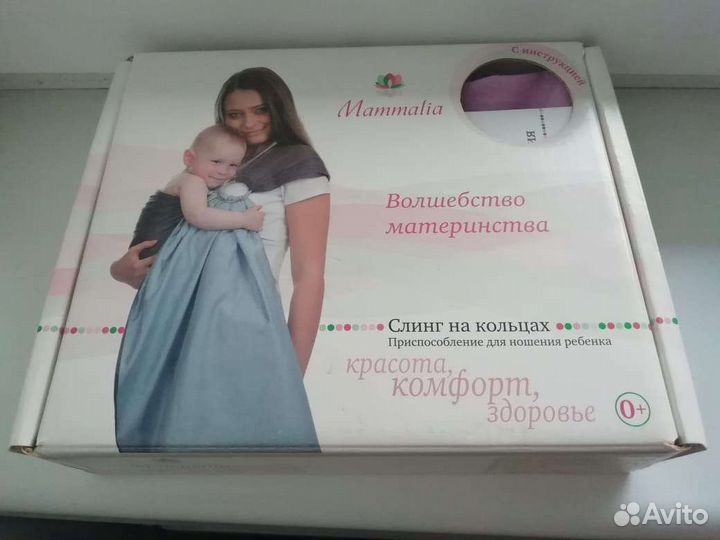 С инструкцией
Mammalia
Волшебство
материнства
Слинг на кольцах
Приспособление для ношения ребенка
красота,
комфорт,
здоровье
0+
Avito